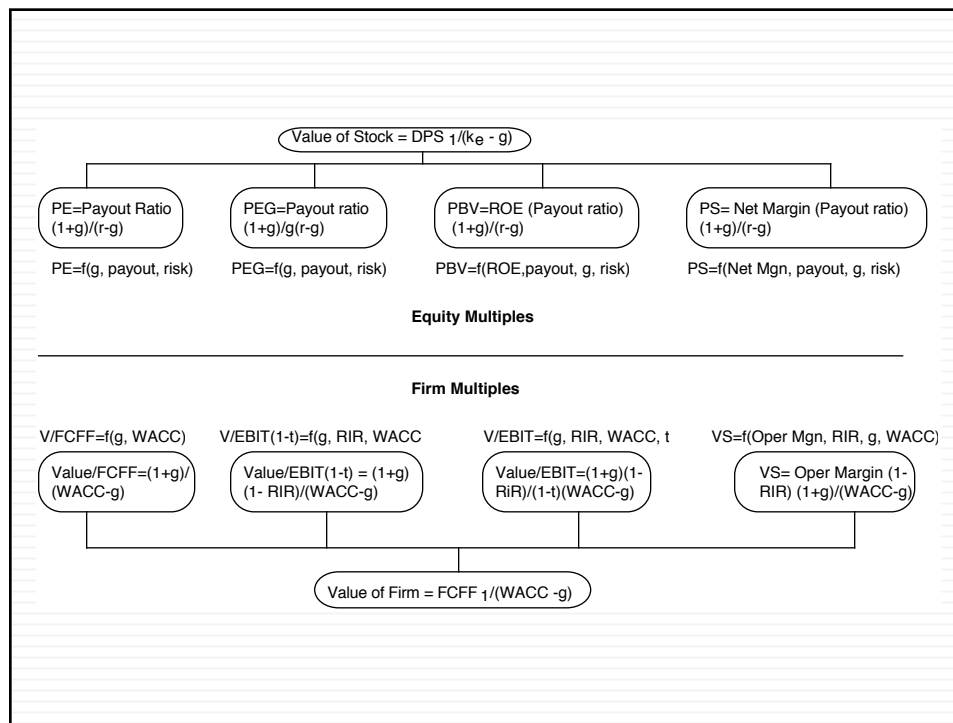 Value of Stock = DPS 1/(ke - g)
PE=Payout Ratio
(1+g)/(r-g)
PEG=Payout ratio
(1+g)/g(r-g)
PBV=ROE (Payout ratio)
(1+g)/(r-g)
PS= Net Margin (Payout ratio)
(1+g)/(r-g)
PE=f(g, payout, risk)
PEG=f(g, payout, risk)
PBV=f(ROE,payout, g, risk)
PS=f(Net Mgn, payout, g, risk)
Equity Multiples
Firm Multiples
V/FCFF=f(g, WACC)
V/EBIT(1-t)=f(g, RIR, WACC
V/EBIT=f(g, RIR, WACC, t
VS=f(Oper Mgn, RIR, g, WACC)
Value/FCFF=(1+g)/
(WACC-g)
Value/EBIT(1-t) = (1+g)
(1- RIR)/(WACC-g)
Value/EBIT=(1+g)(1-
RiR)/(1-t)(WACC-g)
VS= Oper Margin (1-
RIR) (1+g)/(WACC-g)
Value of Firm = FCFF 1/(WACC -g)